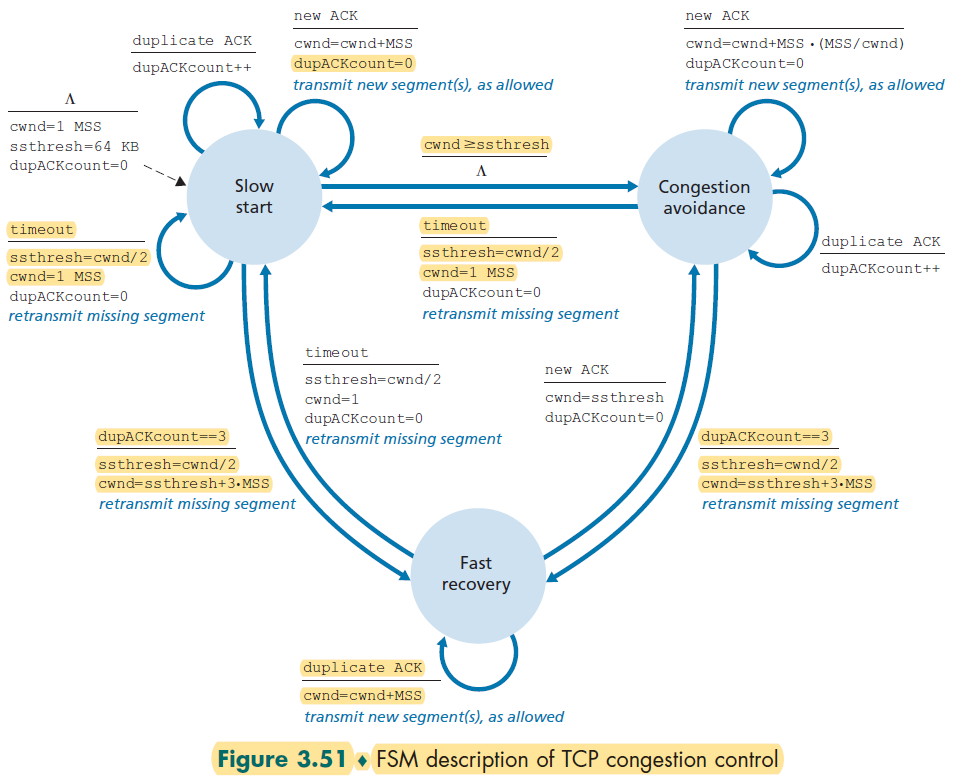 new ACK
cwnd=cwnd+MSS
dupACKcount=0
transmit new segment(s), as allowed
new ACK
cwnd=cwnd+MSS·(MSS/cwnd)
dupACKcount=0
transmit new segment(s), as allowed
duplicate ACK
dupACKcount++
Λ
cwnd=1 MSS
ssthresh=64 KB
dupACKcount=0
cwnd≥ssthresh
Λ
Slow
start
Congestion
avoidance
timeout
ssthresh=cwnd/2
cwnd=1 MSS
dupACKcount=0
retransmit missing segment
timeout
ssthresh=cwnd/2
cwnd=1 MSS
dupACKcount=0
retransmit missing segment
duplicate ACK
dupACKcount++
timeout
ssthresh=cwnd/2
cwnd=1
dupACKcount=0
retransmit missing segment
new ACK
cwnd=ssthresh
dupACKcount=0
dupACKcount==3
ssthresh=cwnd/2
cwnd=ssthresh+3·MSS
retransmit missing segment
dupACKcount==3
ssthresh=cwnd/2
cwnd=ssthresh+3·MSS
retransmit missing segment
Fast
recovery
duplicate ACK
cwnd=cwnd+MSS
transmit new segment(s), as allowed
Figure 3.51 ♦ FSM description of TCP congestion control